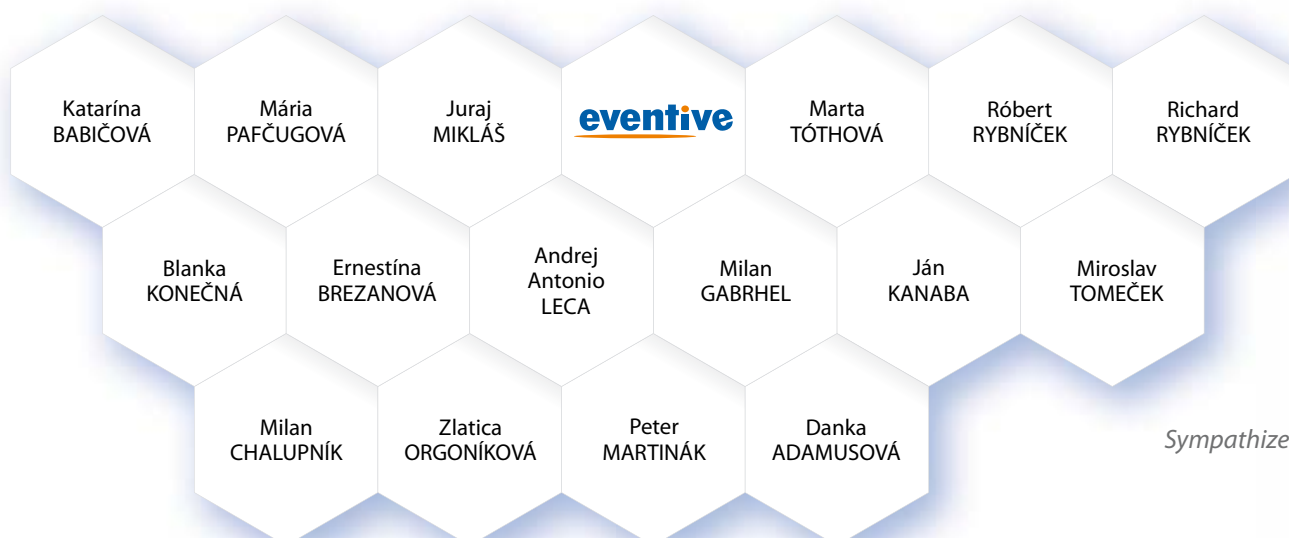 Katarína
BABIČOVÁ
Mária
PAFČUGOVÁ
Juraj
MIKLÁŠ
eventive
Marta
TÓTHOVÁ
Róbert
RYBNÍČEK
Richard
RYBNÍČEK
Blanka
KONEČNÁ
Ernestína
BREZANOVÁ
Andrej
Antonio
LECA
Milan
GABRHEL
Ján
KANABA
Miroslav
TOMEČEK
Milan
CHALUPNÍK
Zlatica
ORGONÍKOVÁ
Peter
MARTINÁK
Danka
ADAMUSOVÁ
Sympathize